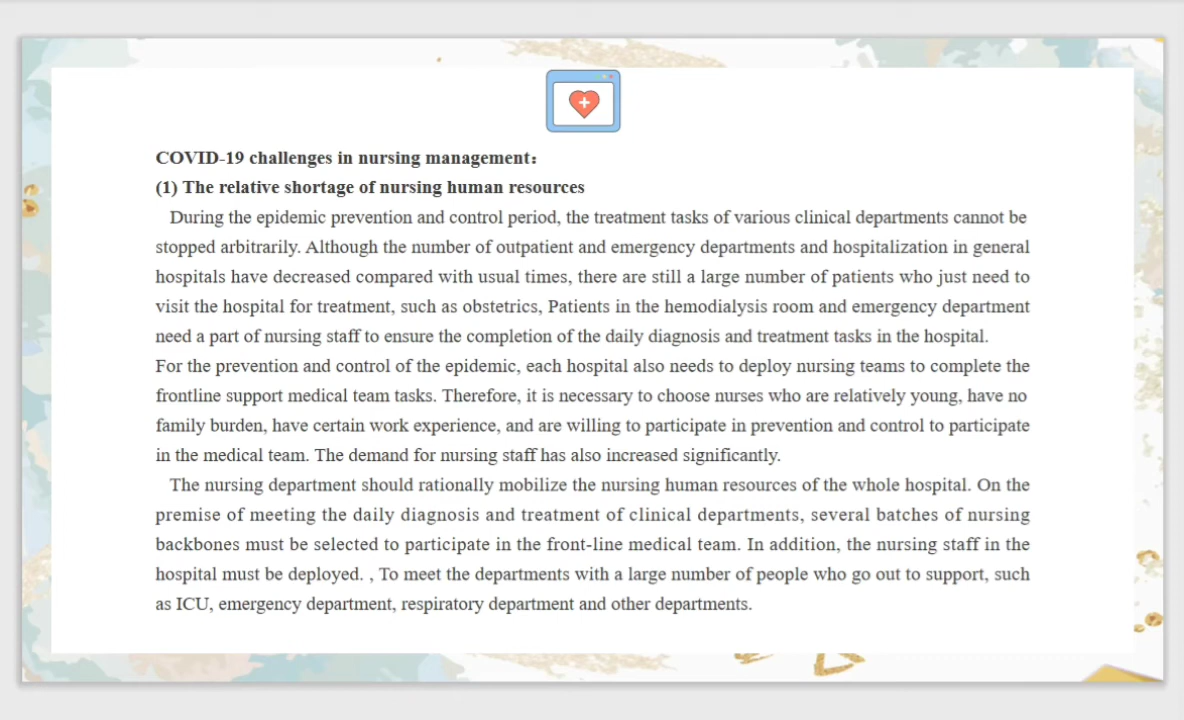 COVID-19 challenges in nursing management：
(1) The relative shortage of nursing human resources
During the epidemic prevention and control period, the treatment tasks of various clinical departments cannot be
stopped arbitrarily. Although the number of outpatient and emergency departments and hospitalization in general
hospitals have decreased compared with usual times, there are still a large number of patients who just need to
visit the hospital for treatment, such as obstetrics, Patients in the hemodialysis room and emergency department
need a part of nursing staff to ensure the completion of the daily diagnosis and treatment tasks in the hospital.
For the prevention and control of the epidemic, each hospital also needs to deploy nursing teams to complete the
frontline support medical team tasks. Therefore, it is necessary to choose nurses who are relatively young, have no
family burden, have certain work experience, and are willing to participate in prevention and control to participate
in the medical team. The demand for nursing staff has also increased significantly.
The nursing department should rationally mobilize the nursing human resources of the whole hospital. On the
premise of meeting the daily diagnosis and treatment of clinical departments, several batches of nursing
backbones must be selected to participate in the front-line medical team. In addition, the nursing staff in the
hospital must be deployed. , To meet the departments with a large number of people who go out to support, such
as ICU, emergency department, respiratory department and other departments.